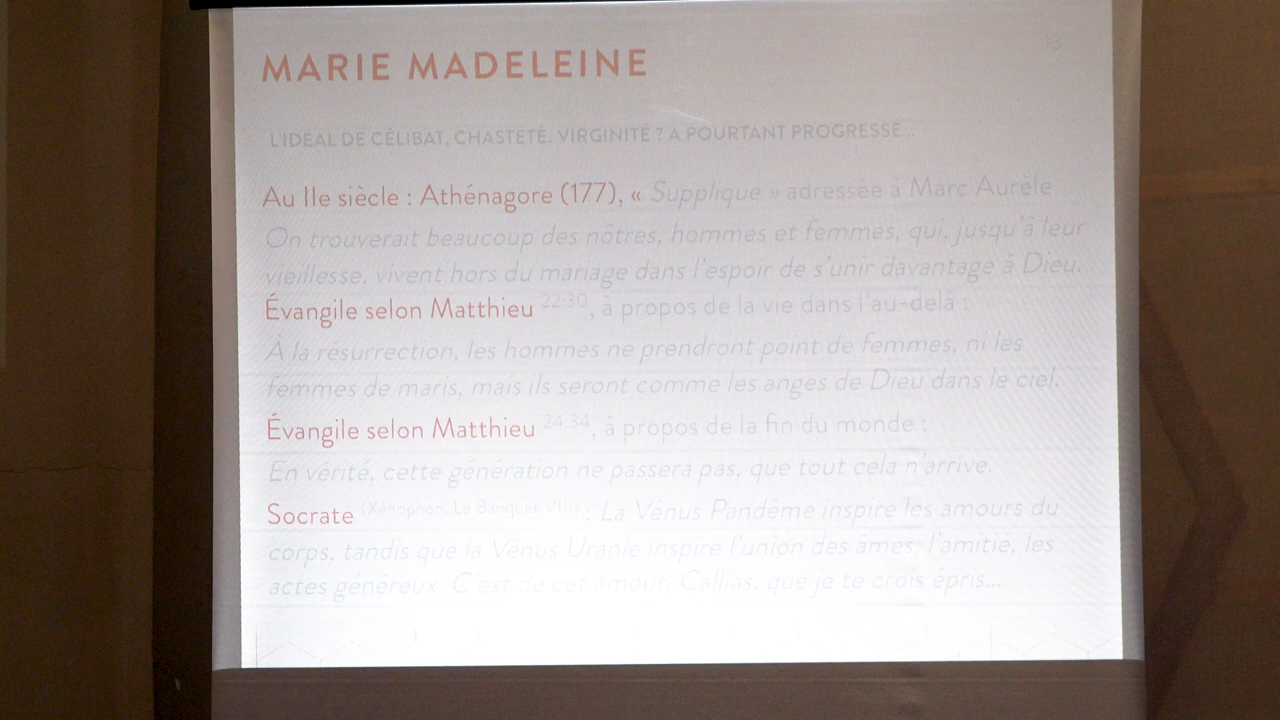 MARIE MADELEINE
13
L'IDÉAL DE CÉLIBAT, CHASTETÉ, VIRGINITÉ ? A POURTANT PROGRESSÉ...
Au IIe siècle : Athénagore (177), « Supplique » adressée à Marc Aurèle
On trouverait beaucoup des nôtres, hommes et femmes, qui, jusqu'à leur
vieillesse, vivent hors du mariage dans l'espoir de s'unir davantage à Dieu.
Évangile selon Matthieu 22:30, à propos de la vie dans l'au-delà :
À la résurrection, les hommes ne prendront point de femmes, ni les
femmes de maris, mais ils seront comme les anges de Dieu dans le ciel.
Évangile selon Matthieu 24:34, à propos de la fin du monde :
En vérité, cette génération ne passera pas, que tout cela n'arrive.
Socrate (Xénophon, Le Banquet VIII) : La Vénus Pandème inspire les amours du
corps, tandis que la Vénus Uranie inspire l'union des âmes, l'amitié, les
actes généreux. C'est de cet amour, Callias, que je te crois épris...